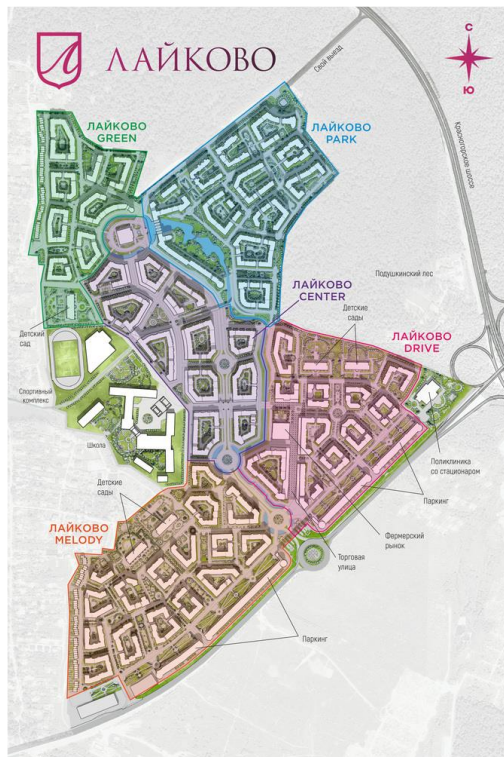 ЛАЙКОВО
С
Ю
Свой выезд
Красногорское шоссе
ЛАЙКОВО
GREEN
ЛАЙКОВО
PARK
ЛАЙКОВО
CENTER
Подушкинский лес
Детские
сады
ЛАЙКОВО
DRIVE
Детский
сад
Спортивный
комплекс
Школа
Поликлиника
со стационаром
Детские
сады
Паркинг
ЛАЙКОВО
MELODY
Фермерский
рынок
Торговая
улица
Паркинг